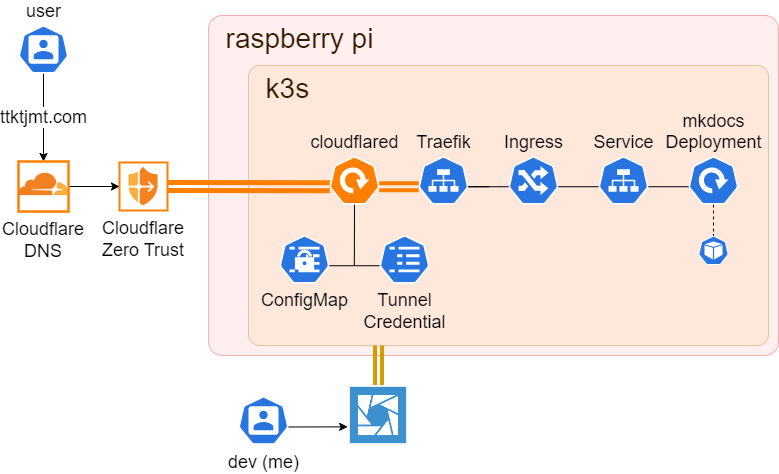 user
raspberry pi
k3s
ttktjmt.com
cloudflared
Traefik
Ingress
Service
mkdocs
Deployment
Cloudflare
DNS
Cloudflare
Zero Trust
ConfigMap
Tunnel
Credential
dev (me)